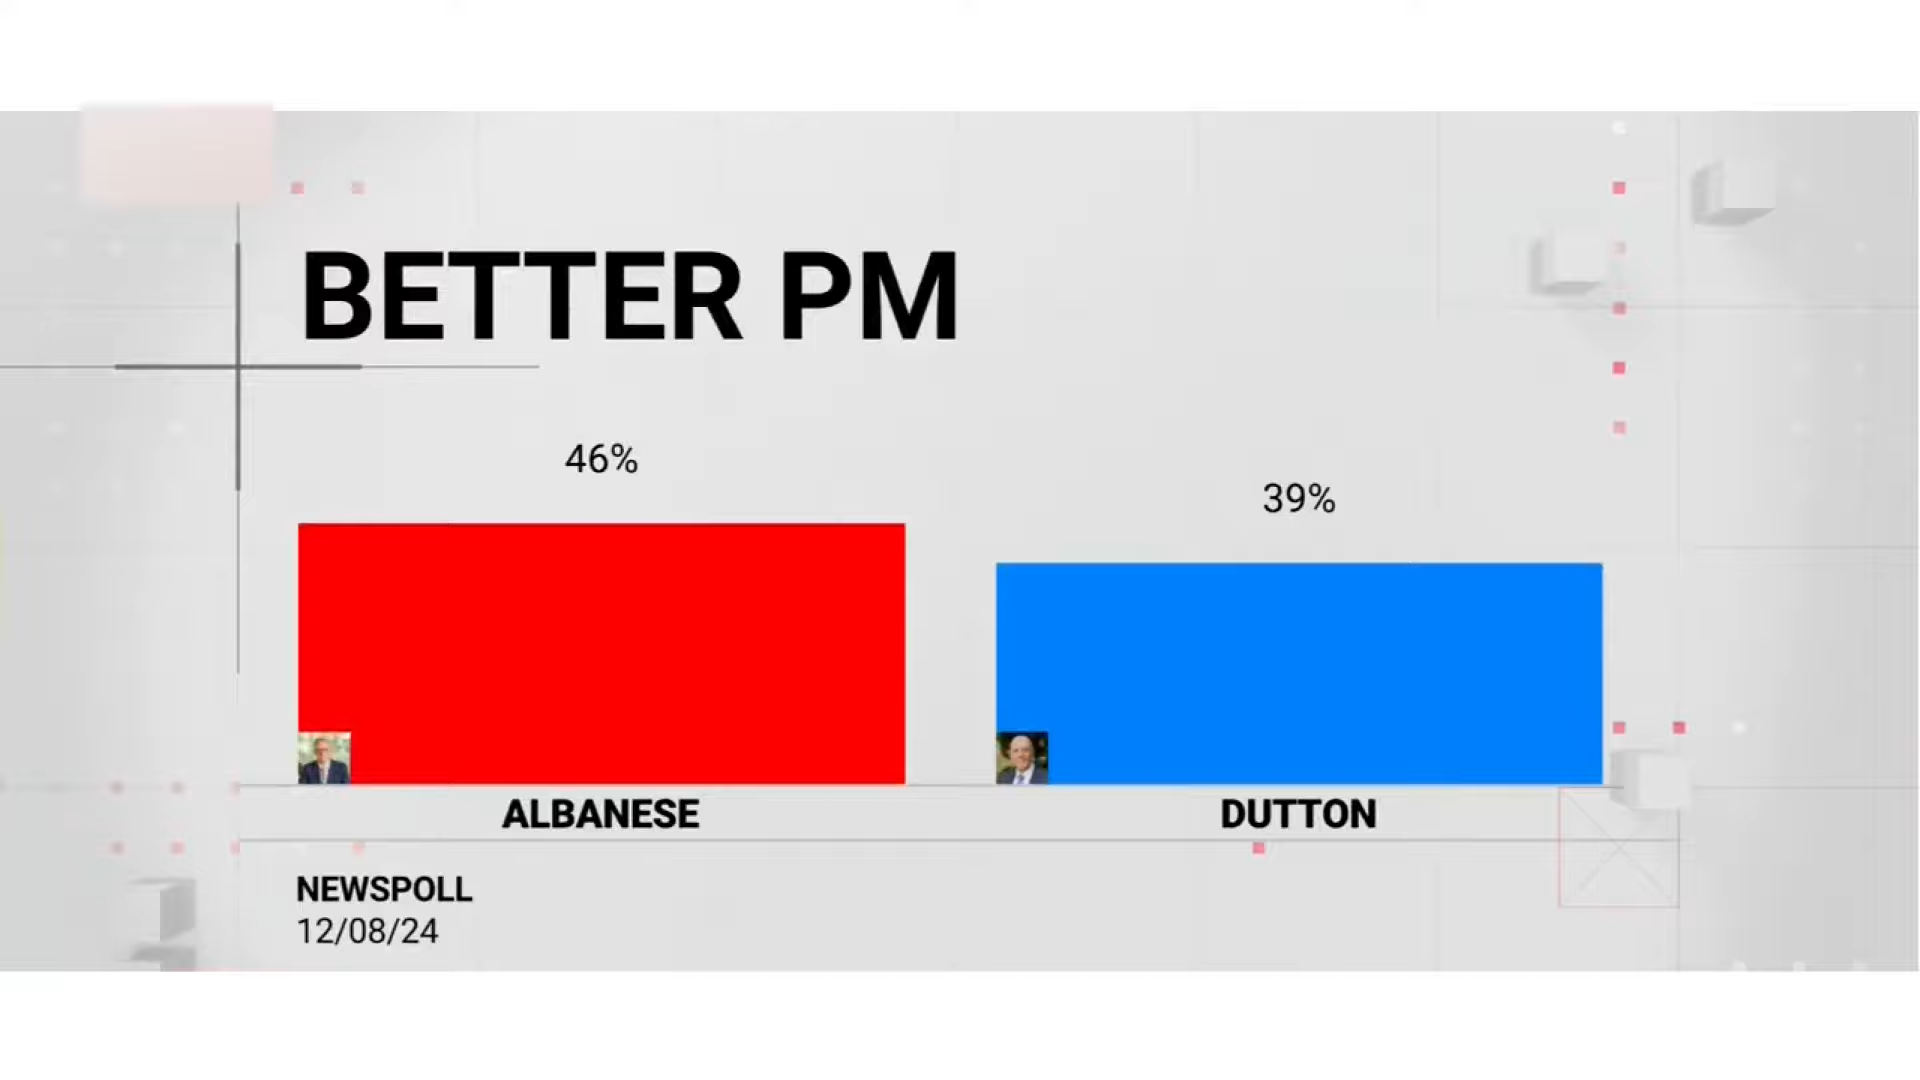 BETTER PM
46%
39%
ALBANESE
DUTTON
NEWSPOLL
12/08/24